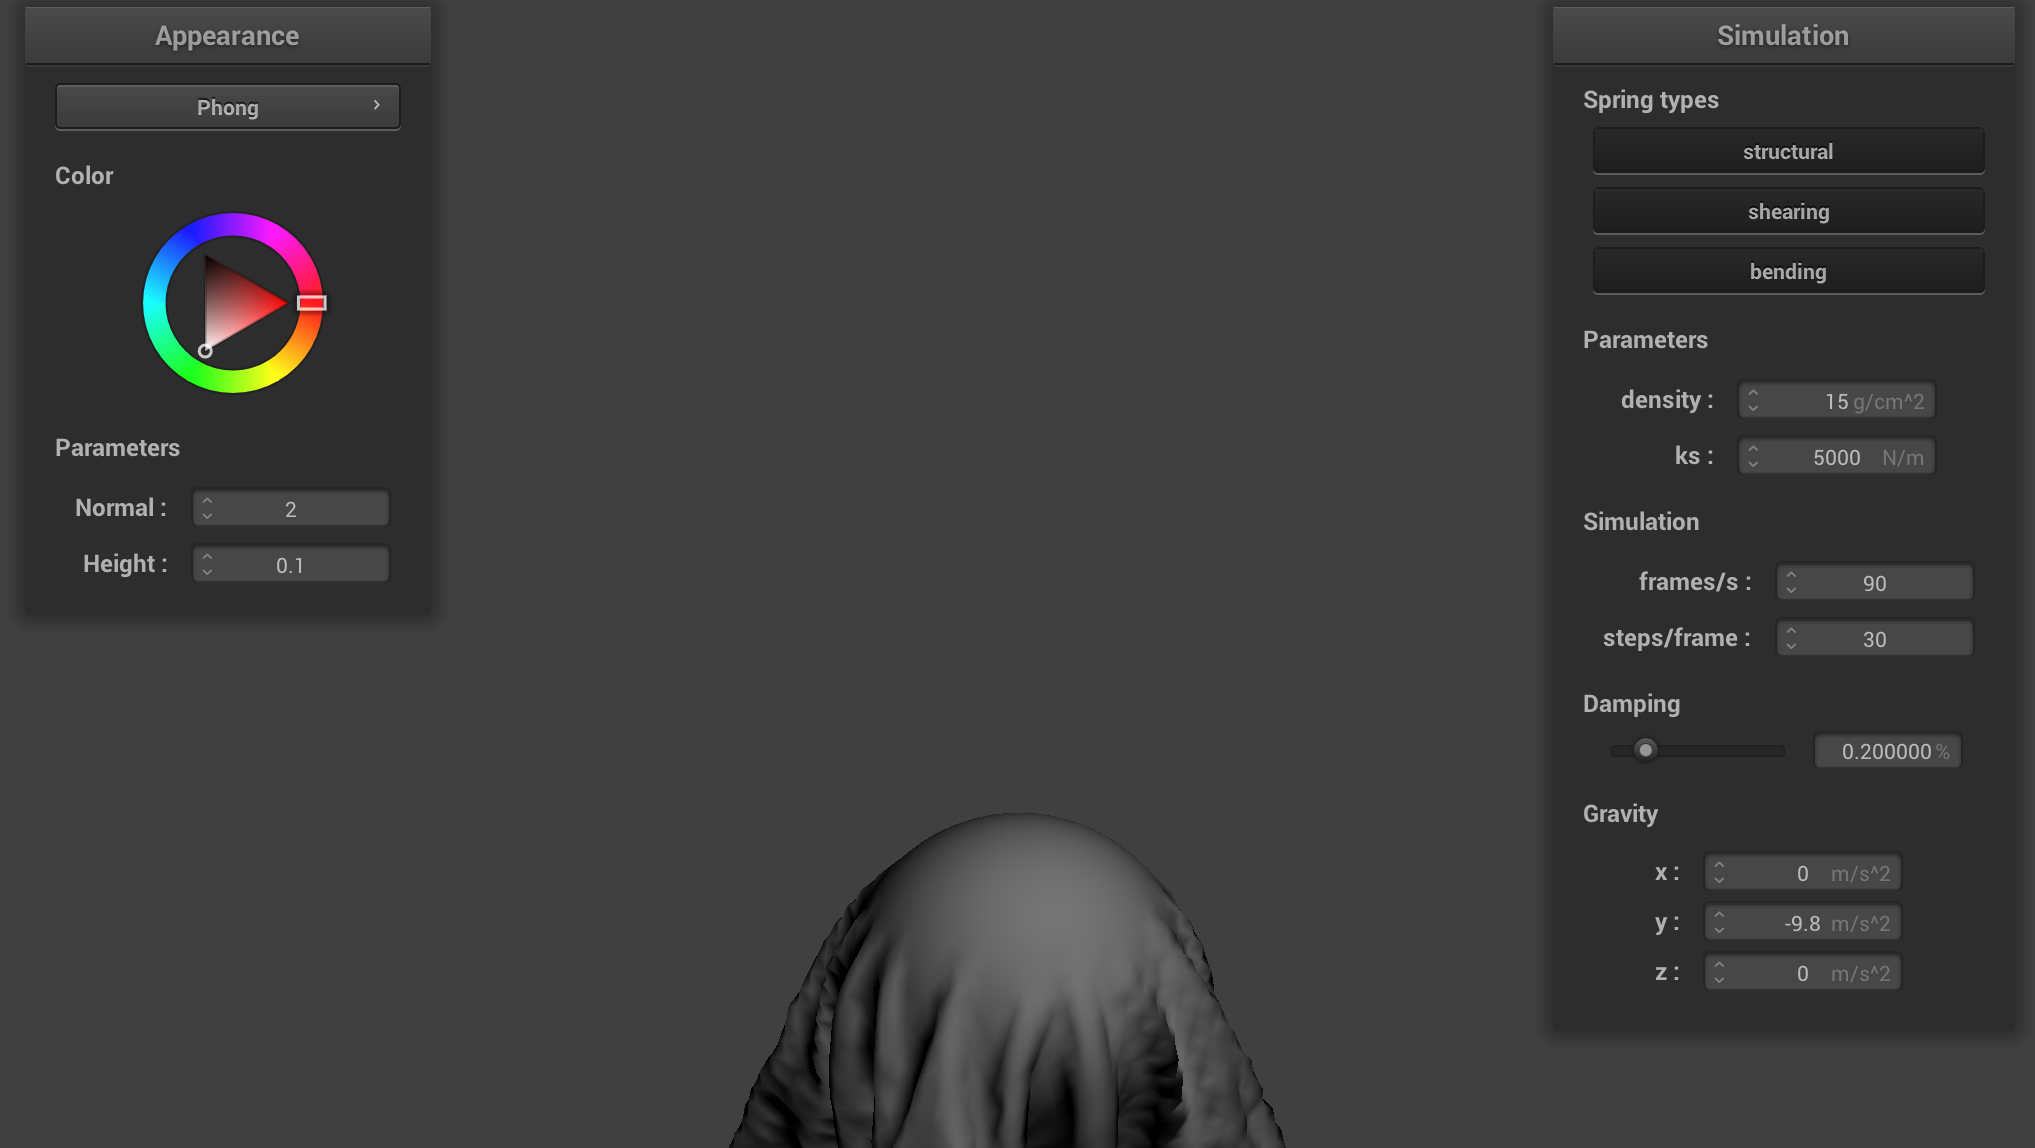 Appearance
Phong
Color
Parameters
Normal : 2
Height : 0.1
Simulation
Spring types
structural
shearing
bending
Parameters
density : 15 g/cm^2
ks : 5000 N/m
Simulation
frames/s : 90
steps/frame : 30
Damping
0.200000 %
Gravity
x : 0 m/s^2
y : -9.8 m/s^2
z : 0 m/s^2